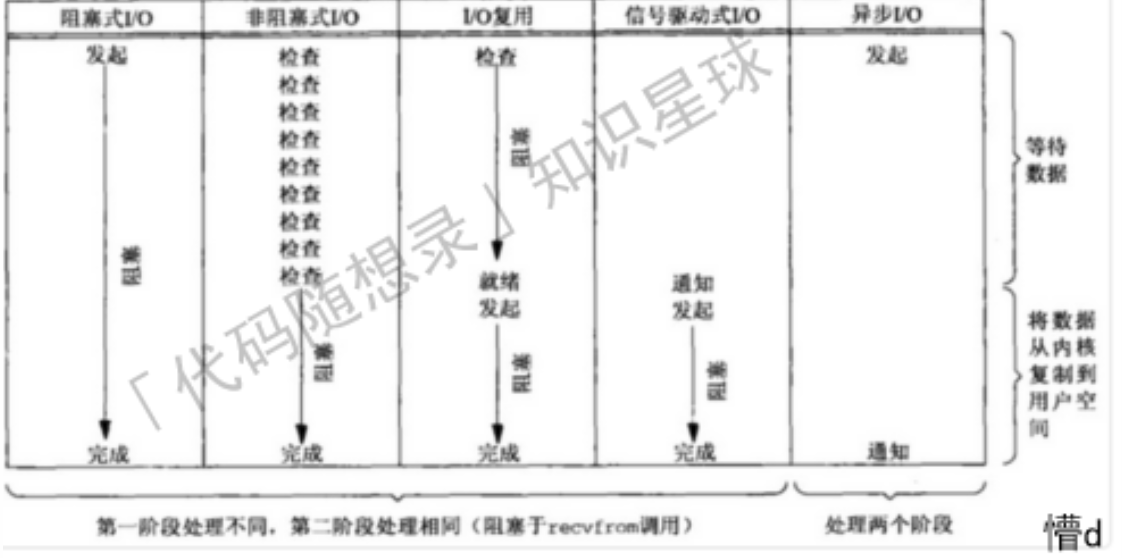 阻塞式I/O 非阻塞式I/O I/O复用 信号驱动式I/O 异步I/O
发起 检查 检查 发起
检查
检查
检查
检查
检查
检查
检查
检查
阻塞
阻塞
就绪 通知
发起 发起
阻塞
阻塞
阻塞
完成 完成 完成 完成 通知
等待
数据
将数据
从内核
复制到
用户空
间
第一阶段处理不同,第二阶段处理相同(阻塞于recvfrom调用)
处理两个阶段
「代码随想录」知识星球
懵d